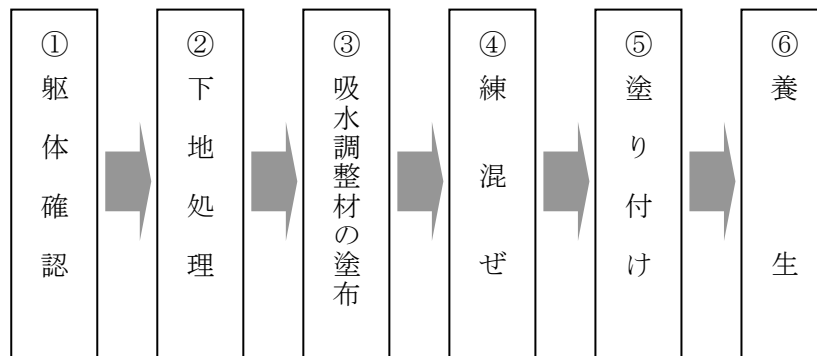 ①躯体確認
②下地処理
③吸水調整材の塗布
④練混ぜ
⑤塗り付け
⑥養生